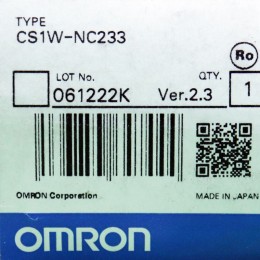 TYPE
CS1W-NC233
Ro
LOT No.
QTY.
061222K
Ver.2.3
1
OMRON Corporation
MADE IN JAPAN
OMRON